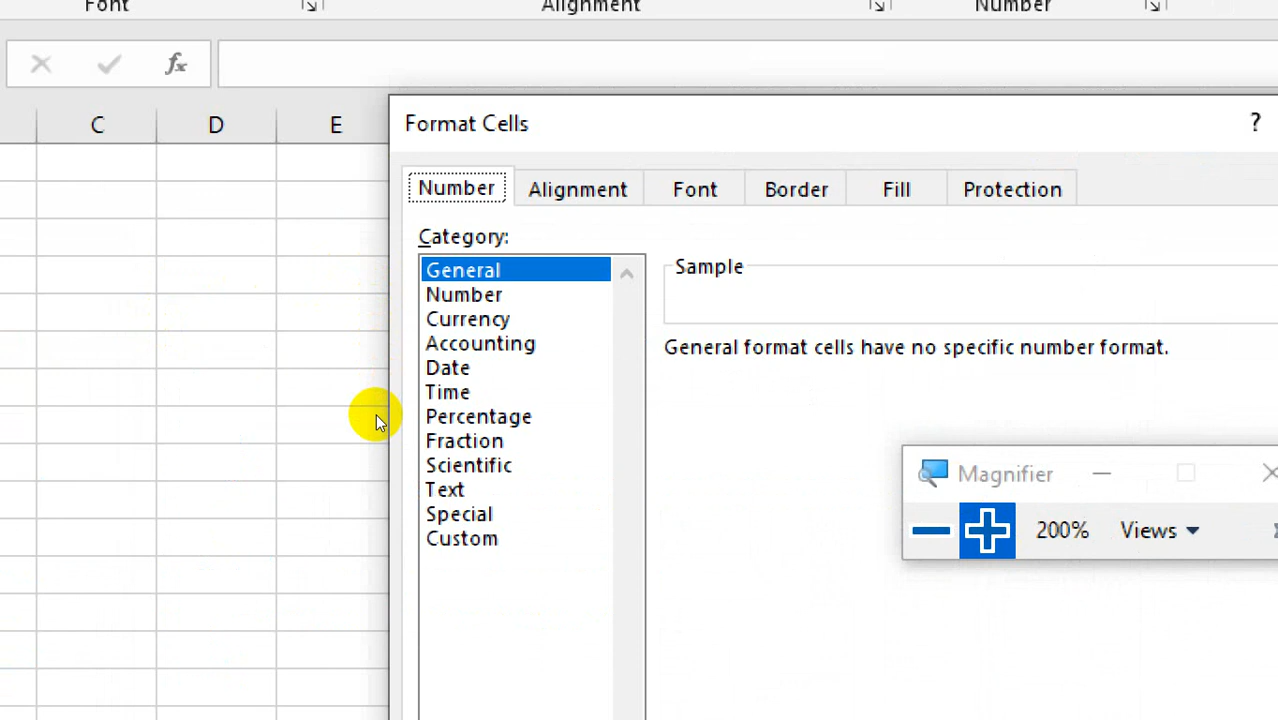 Font Alignment Number
fx
C D E
Format Cells ?
Number Alignment Font Border Fill Protection
Category:
General
Number
Currency
Accounting
Date
Time
Percentage
Fraction
Scientific
Text
Special
Custom
Sample
General format cells have no specific number format.
Magnifier
200% Views